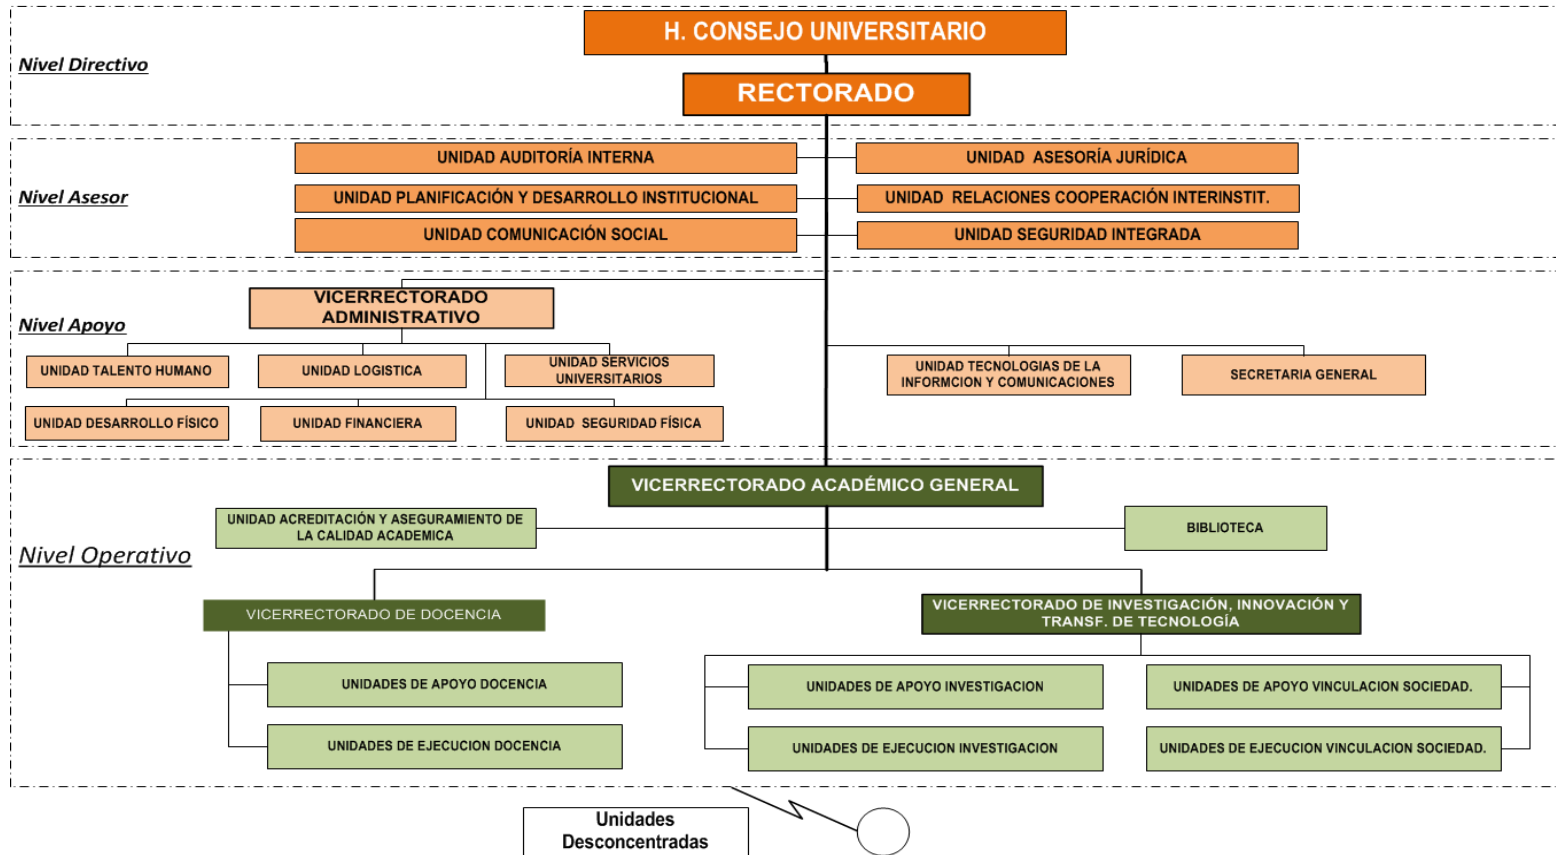 H. CONSEJO UNIVERSITARIO
Nivel Directivo
RECTORADO
UNIDAD AUDITORÍA INTERNA
UNIDAD ASESORÍA JURÍDICA
Nivel Asesor
UNIDAD PLANIFICACIÓN Y DESARROLLO INSTITUCIONAL
UNIDAD RELACIONES COOPERACIÓN INTERINSTIT.
UNIDAD COMUNICACIÓN SOCIAL
UNIDAD SEGURIDAD INTEGRADA
VICERRECTORADO
ADMINISTRATIVO
Nivel Apoyo
UNIDAD TALENTO HUMANO
UNIDAD LOGISTICA
UNIDAD SERVICIOS
UNIVERSITARIOS
UNIDAD TECNOLOGIAS DE LA
INFORMCION Y COMUNICACIONES
SECRETARIA GENERAL
UNIDAD DESARROLLO FÍSICO
UNIDAD FINANCIERA
UNIDAD SEGURIDAD FÍSICA
VICERRECTORADO ACADÉMICO GENERAL
UNIDAD ACREDITACIÓN Y ASEGURAMIENTO DE
LA CALIDAD ACADEMICA
BIBLIOTECA
Nivel Operativo
VICERRECTORADO DE DOCENCIA
VICERRECTORADO DE INVESTIGACIÓN, INNOVACIÓN Y
TRANSF. DE TECNOLOGÍA
UNIDADES DE APOYO DOCENCIA
UNIDADES DE APOYO INVESTIGACION
UNIDADES DE APOYO VINCULACION SOCIEDAD.
UNIDADES DE EJECUCION DOCENCIA
UNIDADES DE EJECUCION INVESTIGACION
UNIDADES DE EJECUCION VINCULACION SOCIEDAD.
Unidades
Desconcentradas